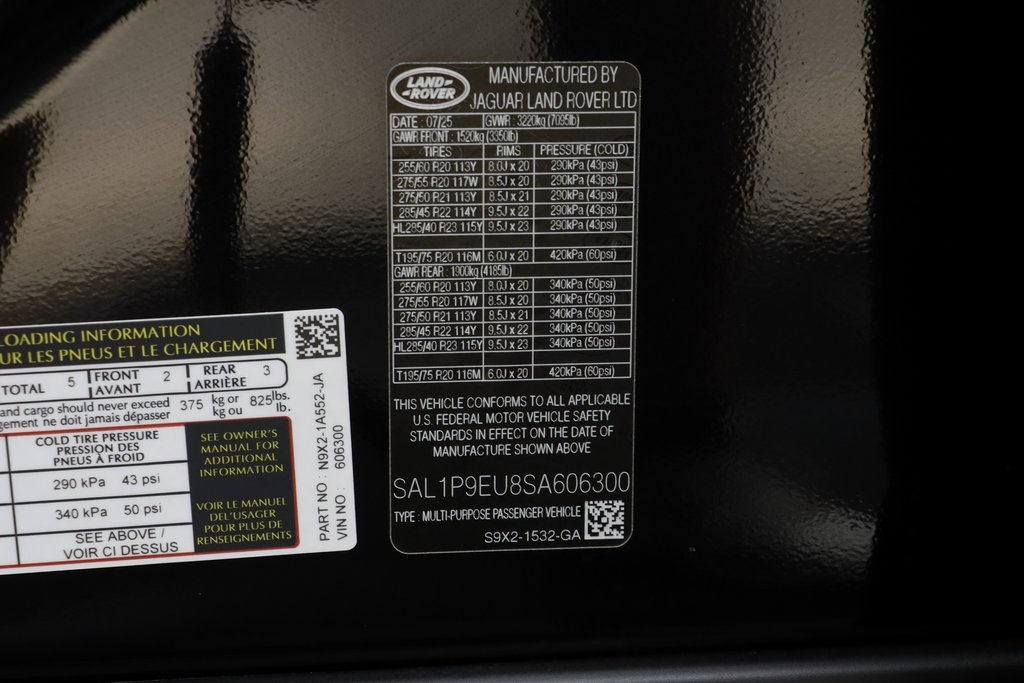 LAND ROVER
MANUFACTURED BY
JAGUAR LAND ROVER LTD
DATE : 07/25 GVWR : 3220kg (7095lb)
GAWR FRONT : 1520kg (3350lb)
TIRES RIMS PRESSURE (COLD)
255/60 R20 113Y 8.0J x 20 290kPa (43psi)
275/55 R20 117W 8.5J x 20 290kPa (43psi)
275/50 R21 113Y 8.5J x 21 290kPa (43psi)
285/45 R22 114Y 9.5J x 22 290kPa (43psi)
HL285/40 R23 115Y 9.5J x 23 290kPa (43psi)
T195/75 R20 116M 6.0J x 20 420kPa (60psi)
GAWR REAR : 1900kg (4185lb)
255/60 R20 113Y 8.0J x 20 340kPa (50psi)
275/55 R20 117W 8.5J x 20 340kPa (50psi)
275/50 R21 113Y 8.5J x 21 340kPa (50psi)
285/45 R22 114Y 9.5J x 22 340kPa (50psi)
HL285/40 R23 115Y 9.5J x 23 340kPa (50psi)
T195/75 R20 116M 6.0J x 20 420kPa (60psi)
THIS VEHICLE CONFORMS TO ALL APPLICABLE
U.S. FEDERAL MOTOR VEHICLE SAFETY
STANDARDS IN EFFECT ON THE DATE OF
MANUFACTURE SHOWN ABOVE
SAL1P9EU8SA606300
TYPE : MULTI-PURPOSE PASSENGER VEHICLE
S9X2-1532-GA
LOADING INFORMATION
UR LES PNEUS ET LE CHARGEMENT
TOTAL 5 FRONT 2 REAR 3
AVANT ARRIÈRE
and cargo should never exceed 375 kg or 825 lbs.
gement ne doit jamais dépasser kg ou lb.
COLD TIRE PRESSURE
PRESSION DES
PNEUS À FROID
290 kPa 43 psi
340 kPa 50 psi
SEE ABOVE /
VOIR CI DESSUS
SEE OWNER'S
MANUAL FOR
ADDITIONAL
INFORMATION
VOIR LE MANUEL
DEL'USAGER
POUR PLUS DE
RENSEIGNEMENTS
PART NO : N9X2-1A552-JA
VIN NO : 606300